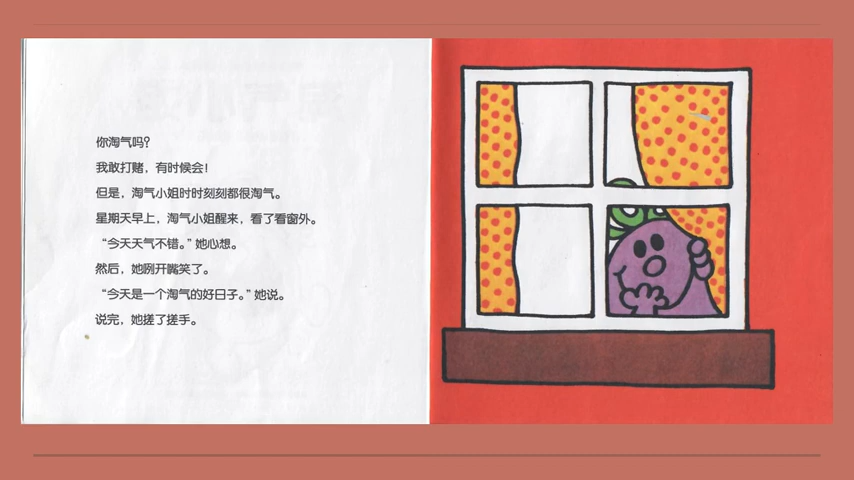 你淘气吗？
我敢打赌，有时候会！
但是，淘气小姐时时刻刻都很淘气。
星期天早上，淘气小姐醒来，看了看窗外。
“今天天气不错。”她心想。
然后，她咧开嘴笑了。
“今天是一个淘气的好日子。”她说。
说完，她搓了搓手。